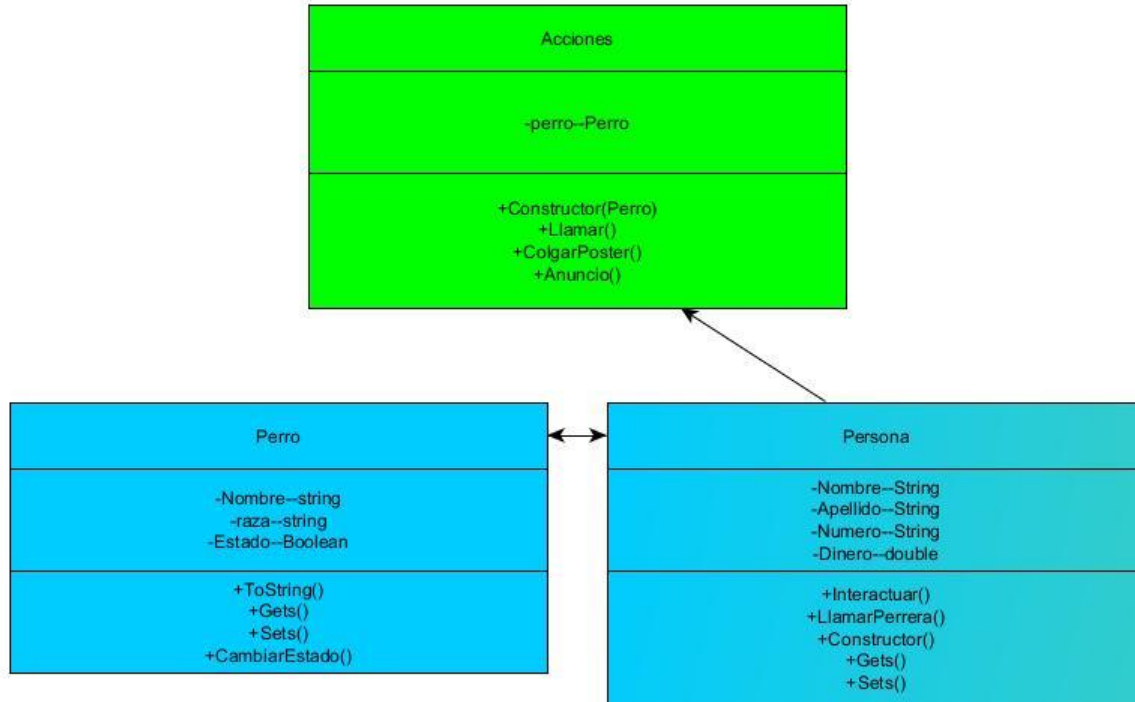 Acciones
-perro--Perro
+Constructor(Perro)
+Llamar()
+ColgarPoster()
+Anuncio()
Perro
-Nombre--string
-raza--string
-Estado--Boolean
+ToString()
+Gets()
+Sets()
+CambiarEstado()
Persona
-Nombre--String
-Apellido--String
-Numero--String
-Dinero--double
+Interactuar()
+LlamarPerrera()
+Constructor()
+Gets()
+Sets()